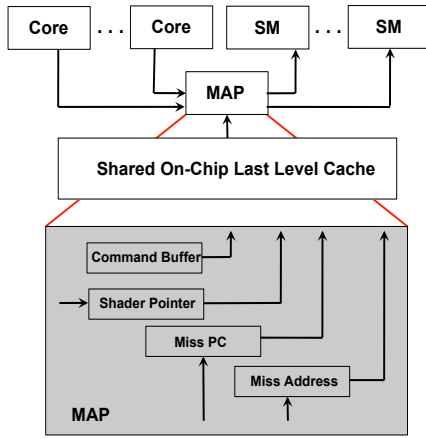 Core . . . Core SM . . . SM
MAP
Shared On-Chip Last Level Cache
Command Buffer
Shader Pointer
Miss PC
Miss Address
MAP